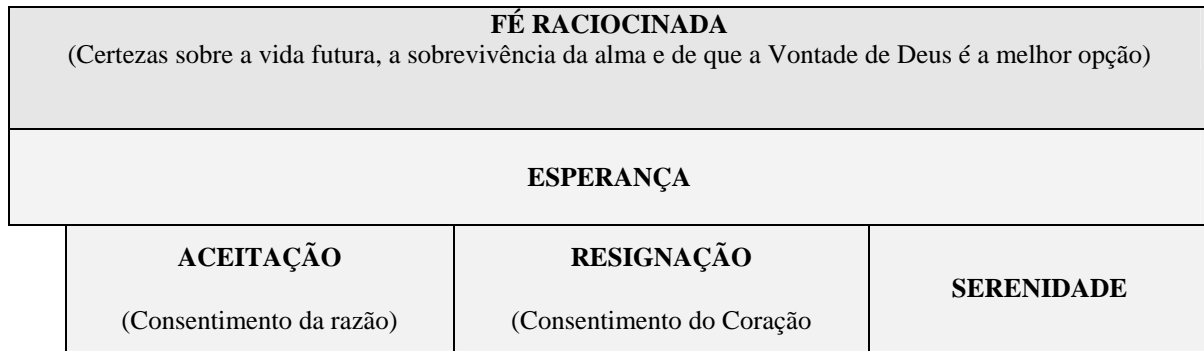 FÉ RACIOCINADA
(Certezas sobre a vida futura, a sobrevivência da alma e de que a Vontade de Deus é a melhor opção)
ESPERANÇA
ACEITAÇÃO
(Consentimento da razão)
RESIGNAÇÃO
(Consentimento do Coração
SERENIDADE